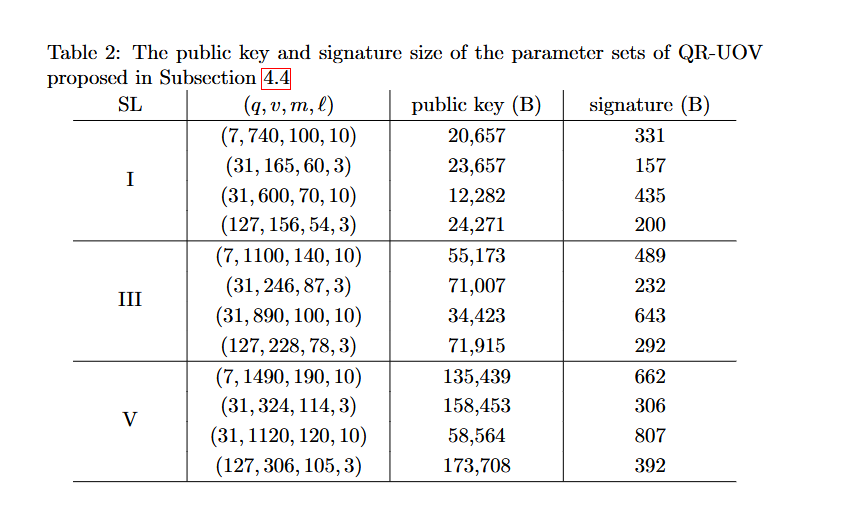 Table 2: The public key and signature size of the parameter sets of QR-UOV
proposed in Subsection 4.4
SL (q, v, m, ℓ) public key (B) signature (B)
I
(7, 740, 100, 10) 20,657 331
(31, 165, 60, 3) 23,657 157
(31, 600, 70, 10) 12,282 435
(127, 156, 54, 3) 24,271 200
III
(7, 1100, 140, 10) 55,173 489
(31, 246, 87, 3) 71,007 232
(31, 890, 100, 10) 34,423 643
(127, 228, 78, 3) 71,915 292
V
(7, 1490, 190, 10) 135,439 662
(31, 324, 114, 3) 158,453 306
(31, 1120, 120, 10) 58,564 807
(127, 306, 105, 3) 173,708 392